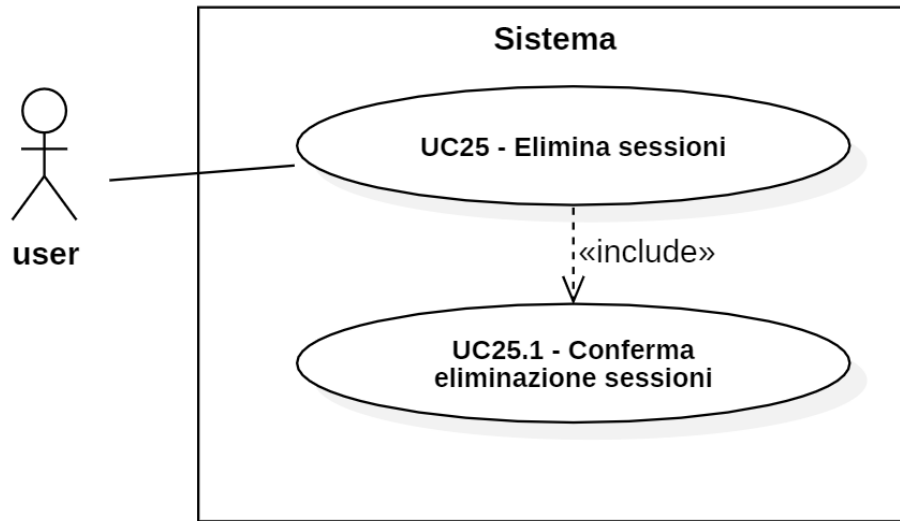 Sistema
UC25 - Elimina sessioni
user
«include»
UC25.1 - Conferma
eliminazione sessioni